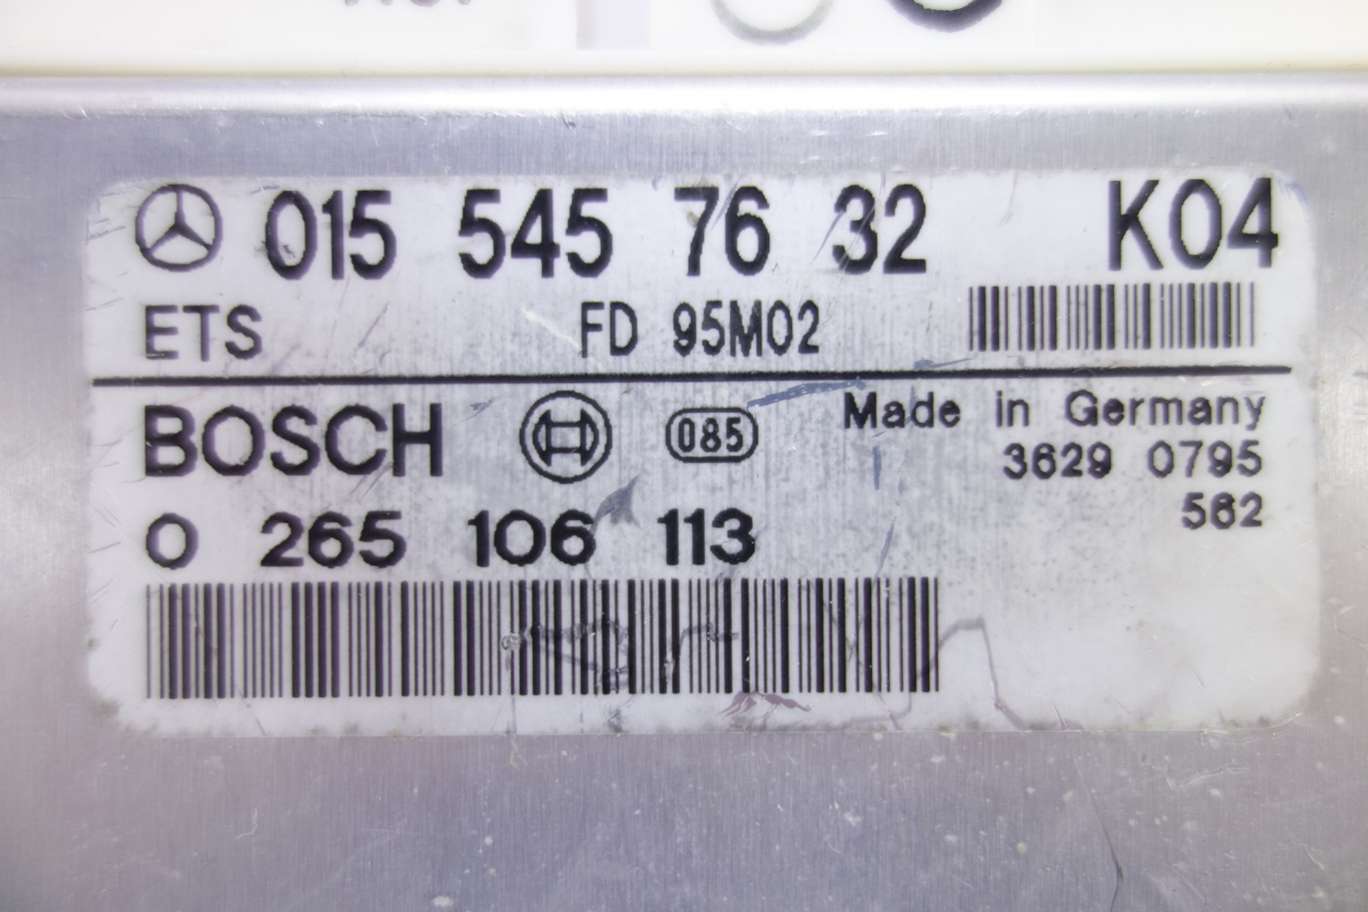 015 545 76 32 K04
ETS FD 95M02
BOSCH 085 Made in Germany
3629 0795
562
0 265 106 113